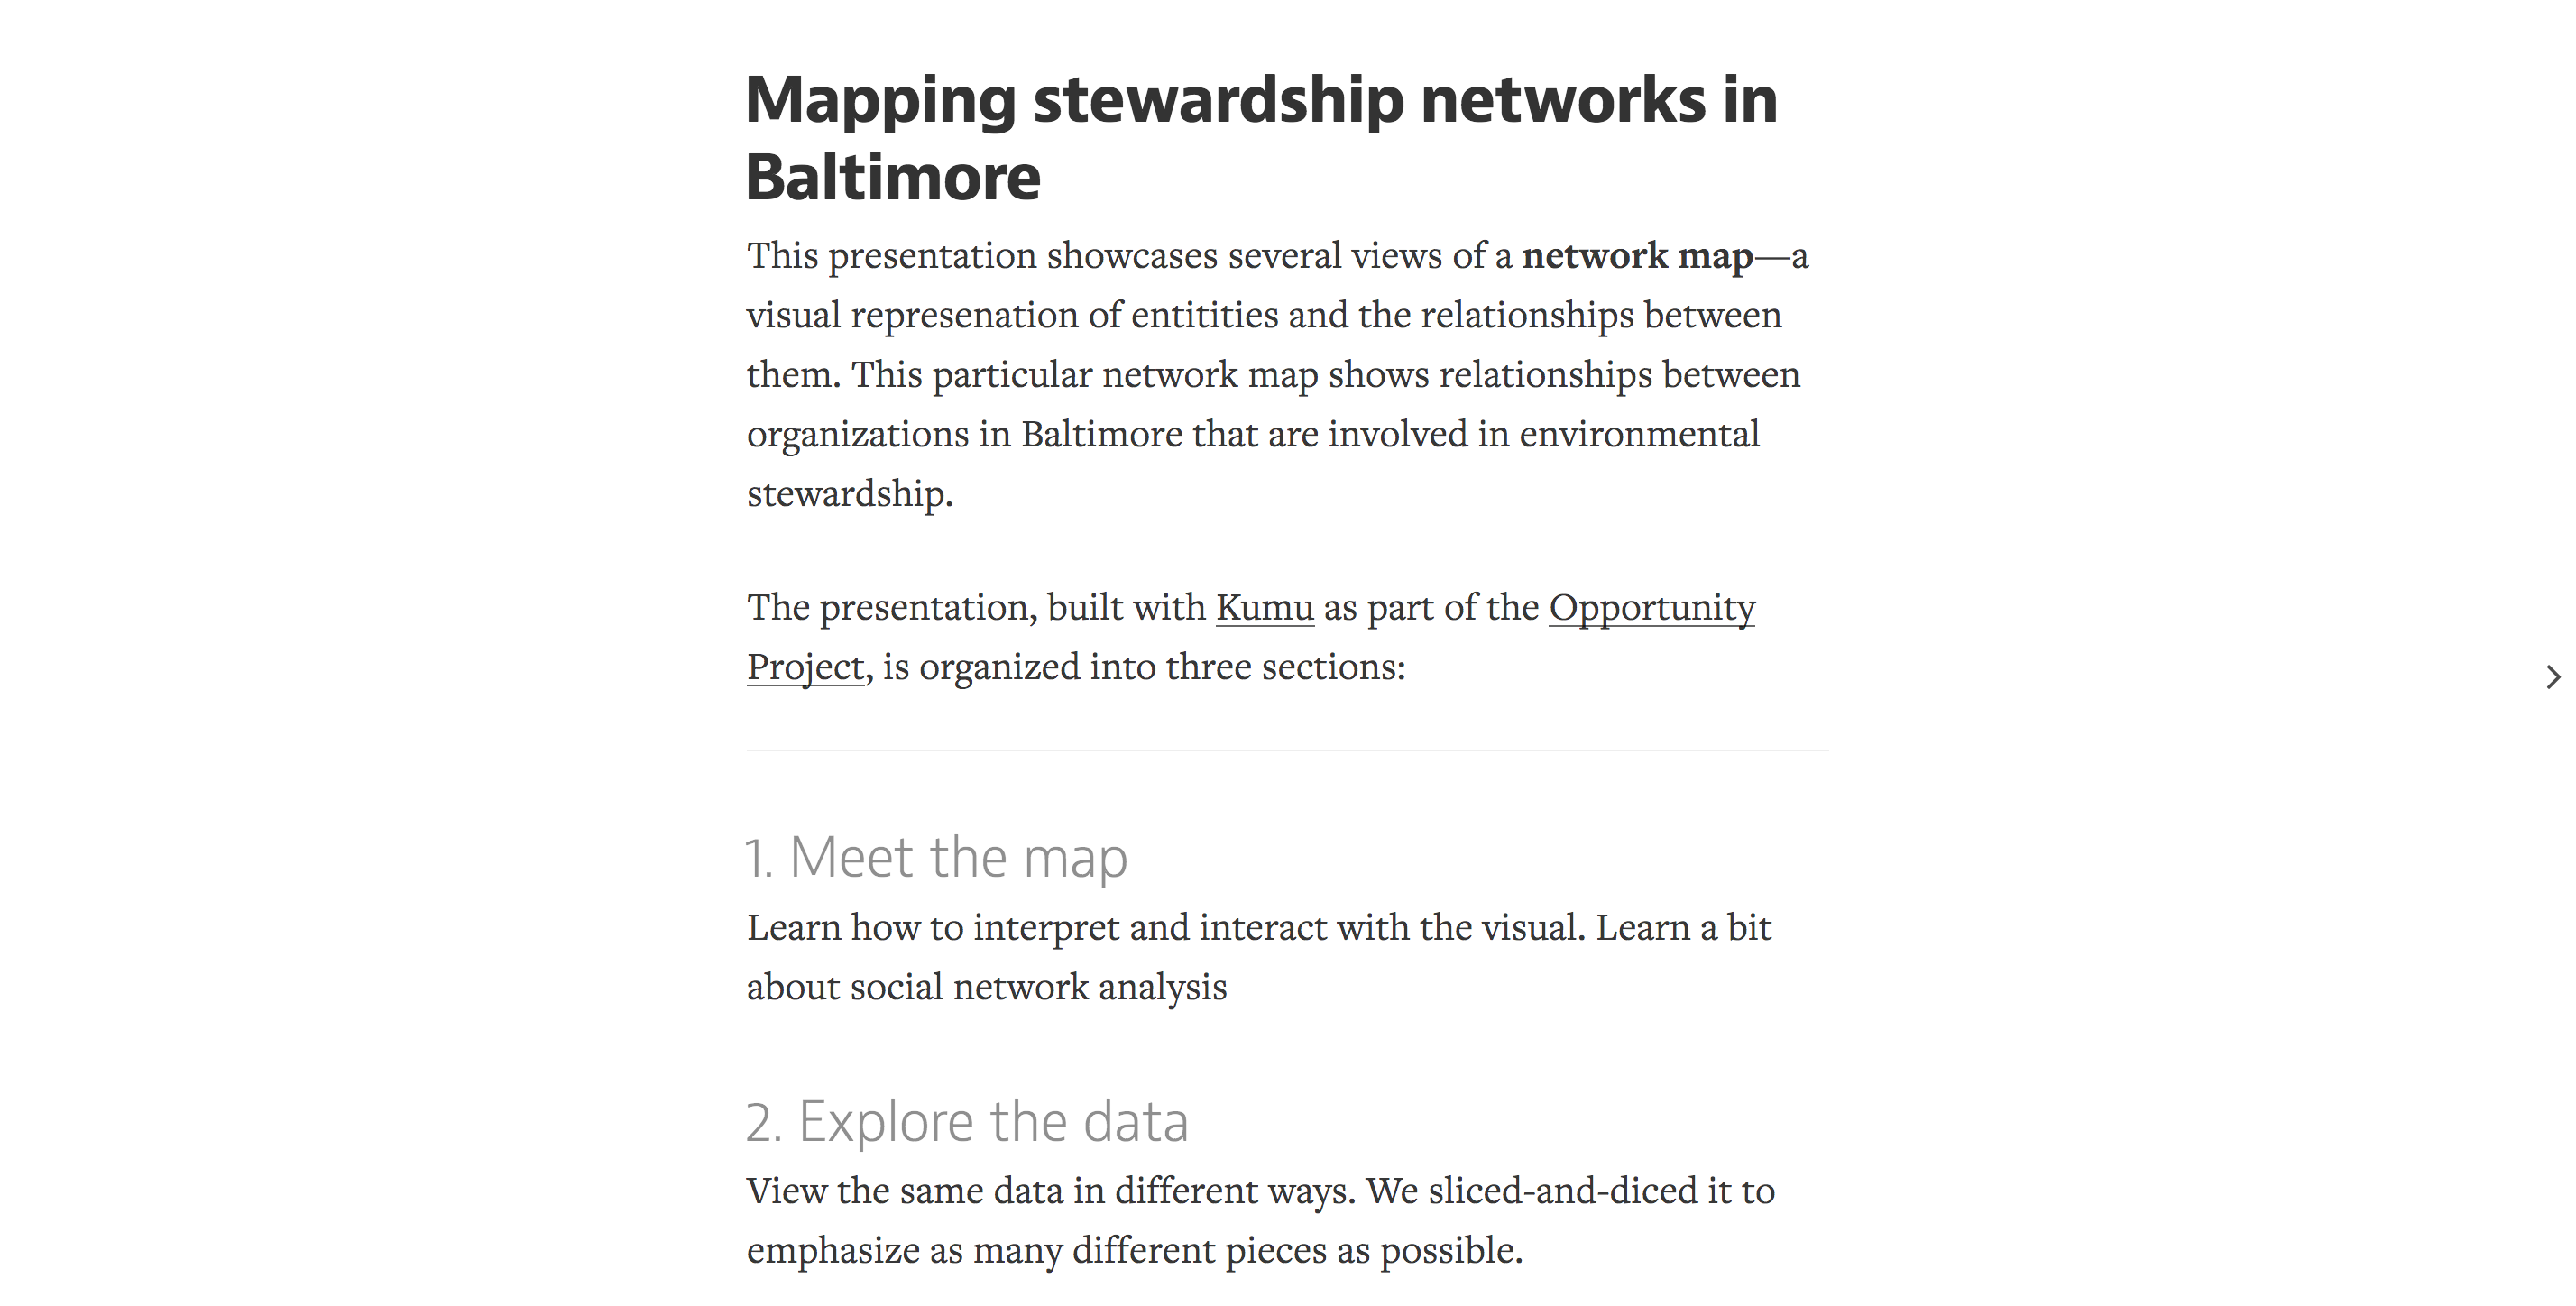 Mapping stewardship networks in
Baltimore
This presentation showcases several views of a network map—a
visual represenation of entitities and the relationships between
them. This particular network map shows relationships between
organizations in Baltimore that are involved in environmental
stewardship.
The presentation, built with Kumu as part of the Opportunity
Project, is organized into three sections:
1. Meet the map
Learn how to interpret and interact with the visual. Learn a bit
about social network analysis
2. Explore the data
View the same data in different ways. We sliced-and-diced it to
emphasize as many different pieces as possible.